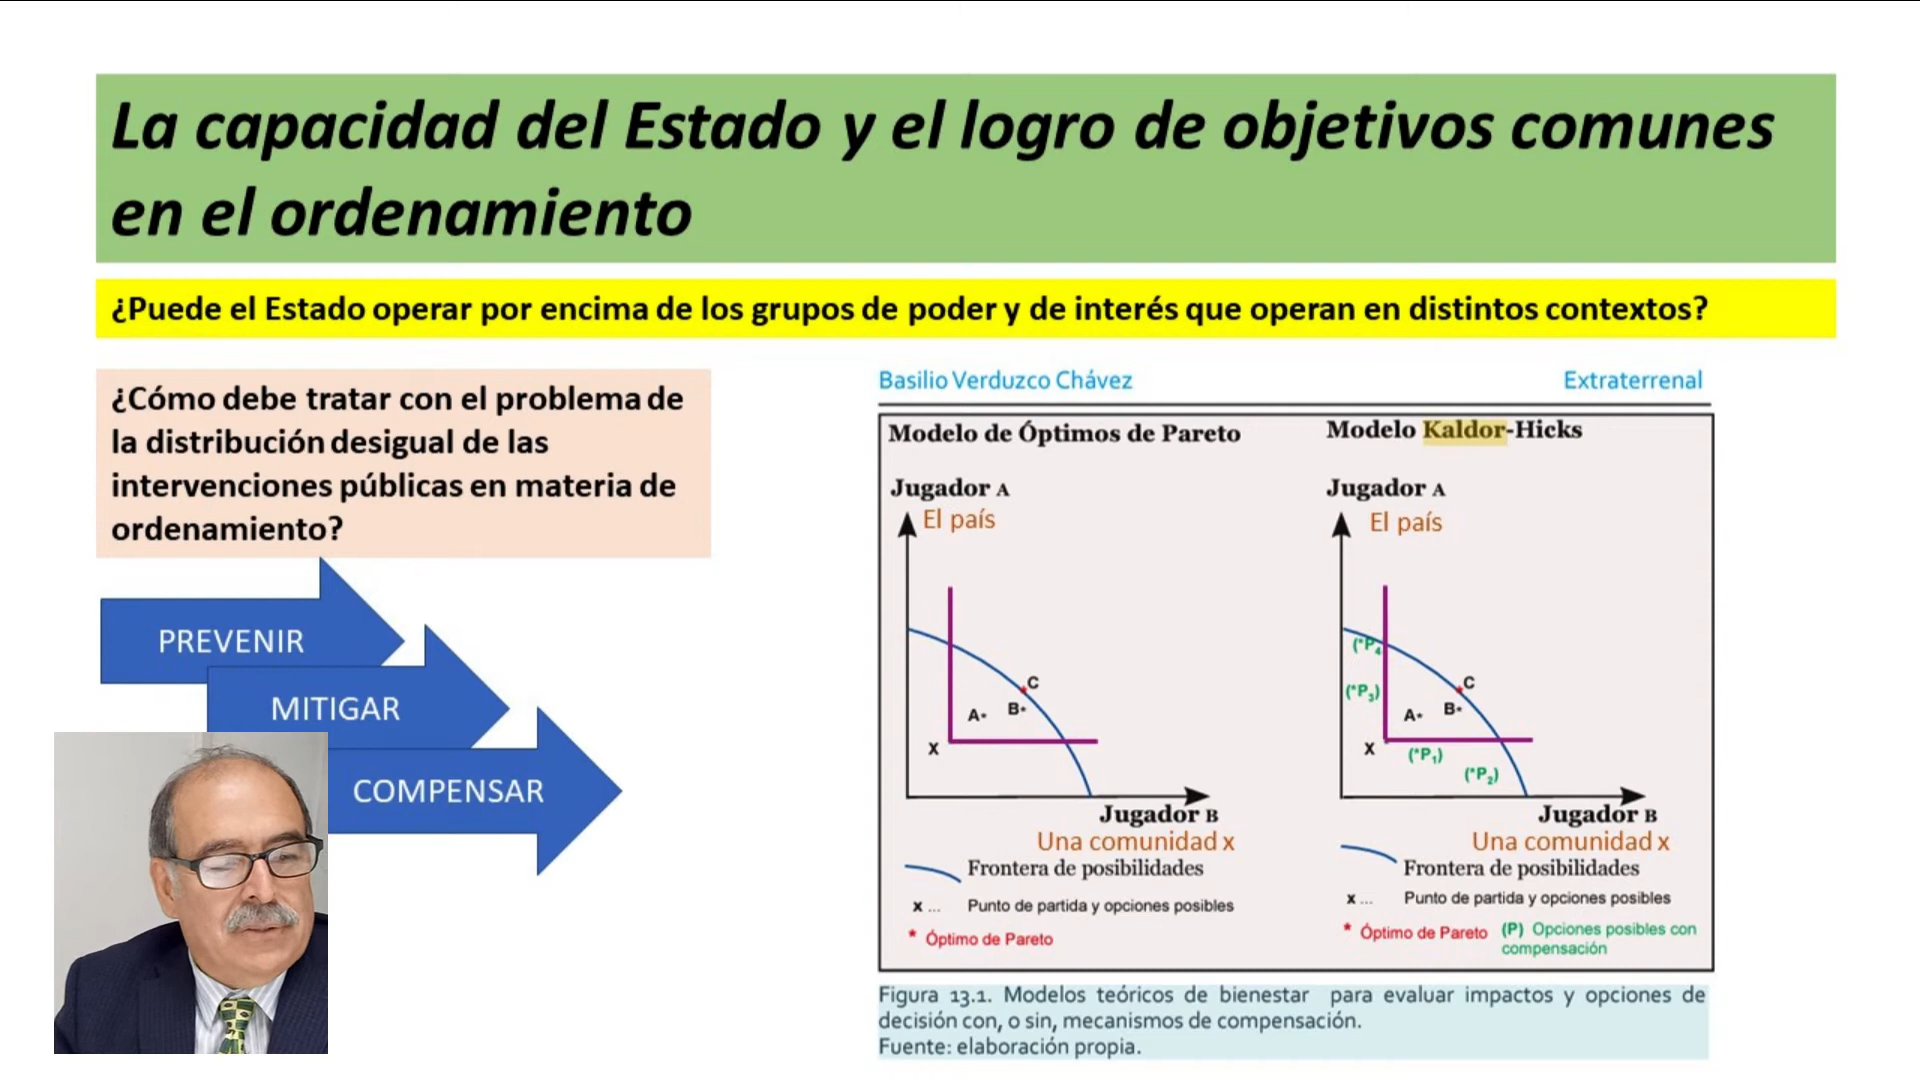 La capacidad del Estado y el logro de objetivos comunes
en el ordenamiento
¿Puede el Estado operar por encima de los grupos de poder y de interés que operan en distintos contextos?
¿Cómo debe tratar con el problema de
la distribución desigual de las
intervenciones públicas en materia de
ordenamiento?
PREVENIR
MITIGAR
COMPENSAR
Basilio Verduzco Chávez
Extraterrenal
Modelo de Óptimos de Pareto
Jugador A
El país
C
B*
A*
X
Jugador B
Una comunidad x
Frontera de posibilidades
x ... Punto de partida y opciones posibles
* Óptimo de Pareto
Modelo Kaldor-Hicks
Jugador A
El país
(*P4
C
(*P3)
B*
A*
X
(*P1)
(*P2)
Jugador B
Una comunidad x
Frontera de posibilidades
x ... Punto de partida y opciones posibles
* Óptimo de Pareto (P) Opciones posibles con
compensación
Figura 13.1. Modelos teóricos de bienestar para evaluar impactos y opciones de
decisión con, o sin, mecanismos de compensación.
Fuente: elaboración propia.